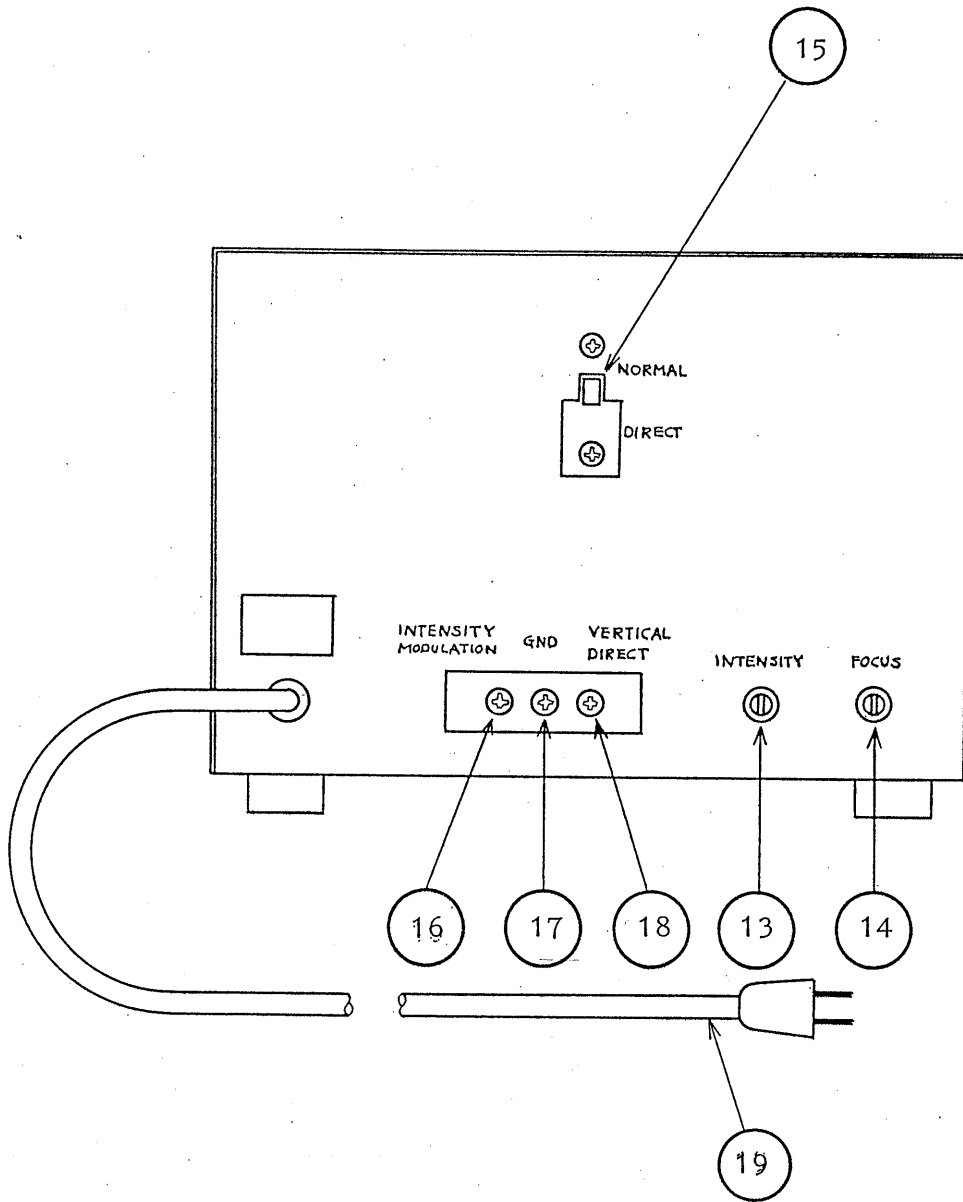 15
NORMAL
DIRECT
INTENSITY
MODULATION
GND
VERTICAL
DIRECT
INTENSITY
FOCUS
16
17
18
13
14
19